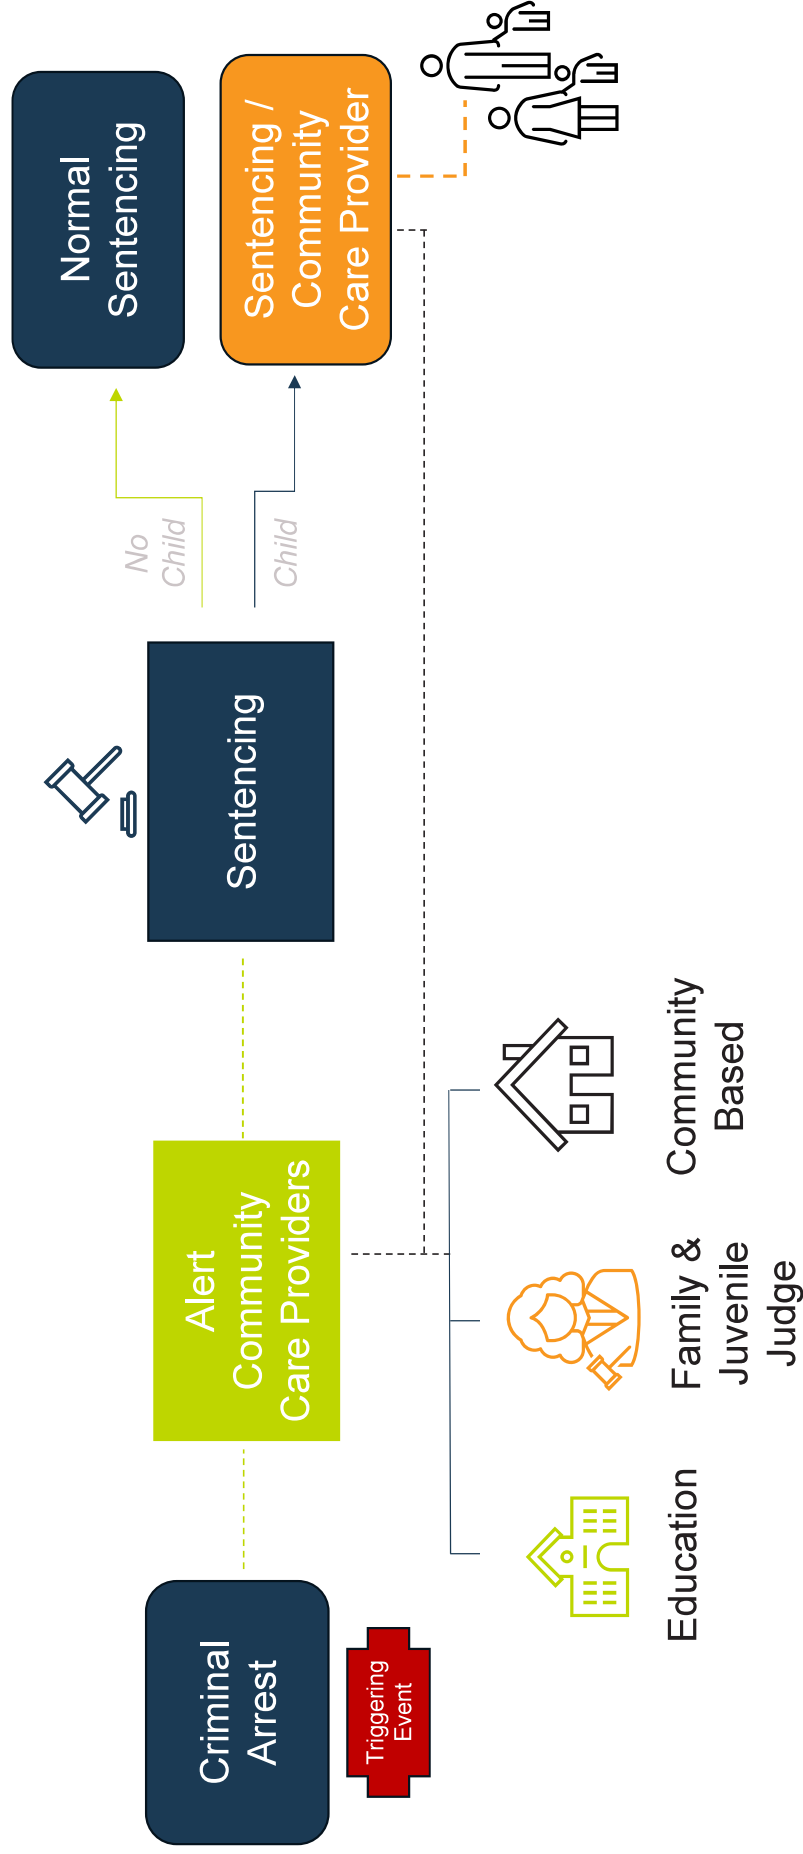 Criminal
Arrest
Triggering
Event
Alert
Community
Care Providers
Education
Family &
Juvenile
Judge
Community
Based
Sentencing
No
Child
Child
Normal
Sentencing
Sentencing /
Community
Care Provider